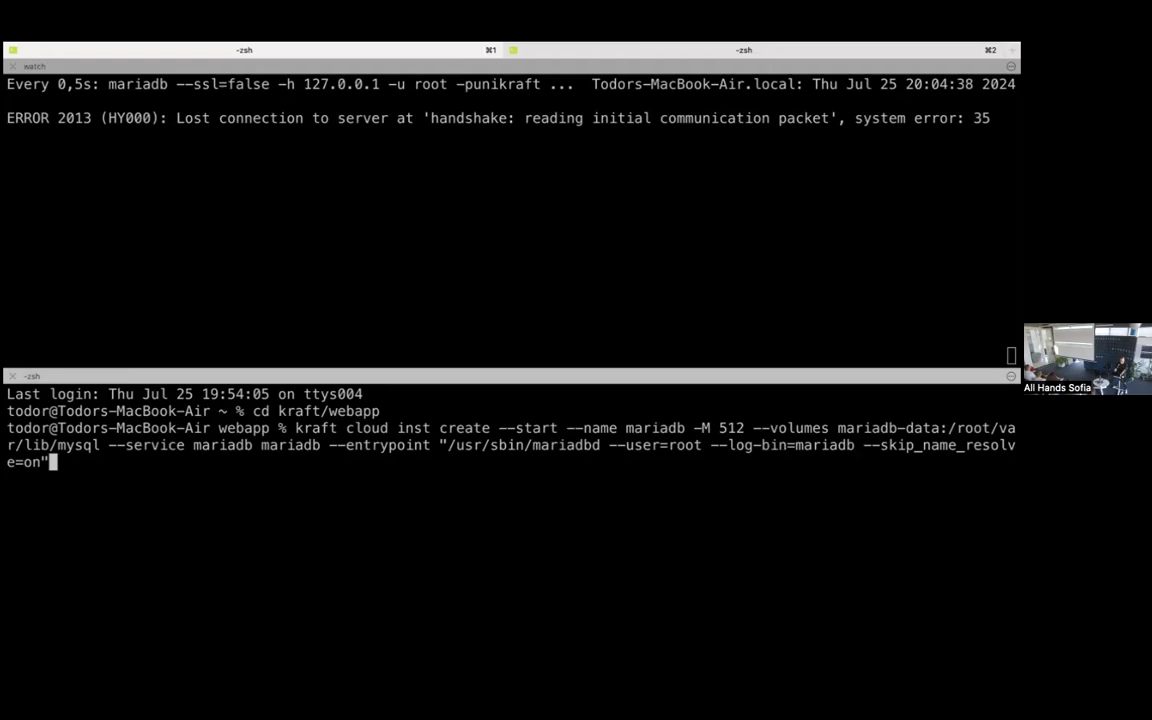 -zsh ⌘1 -zsh ⌘2 +
× watch
Every 0,5s: mariadb --ssl=false -h 127.0.0.1 -u root -punikraft ... Todors-MacBook-Air.local: Thu Jul 25 20:04:38 2024
ERROR 2013 (HY000): Lost connection to server at 'handshake: reading initial communication packet', system error: 35
All Hands Sofia
× -zsh
Last login: Thu Jul 25 19:54:05 on ttys004
todor@Todors-MacBook-Air ~ % cd kraft/webapp
todor@Todors-MacBook-Air webapp % kraft cloud inst create --start --name mariadb -M 512 --volumes mariadb-data:/root/va
r/lib/mysql --service mariadb mariadb --entrypoint "/usr/sbin/mariadbd --user=root --log-bin=mariadb --skip_name_resolv
e=on"